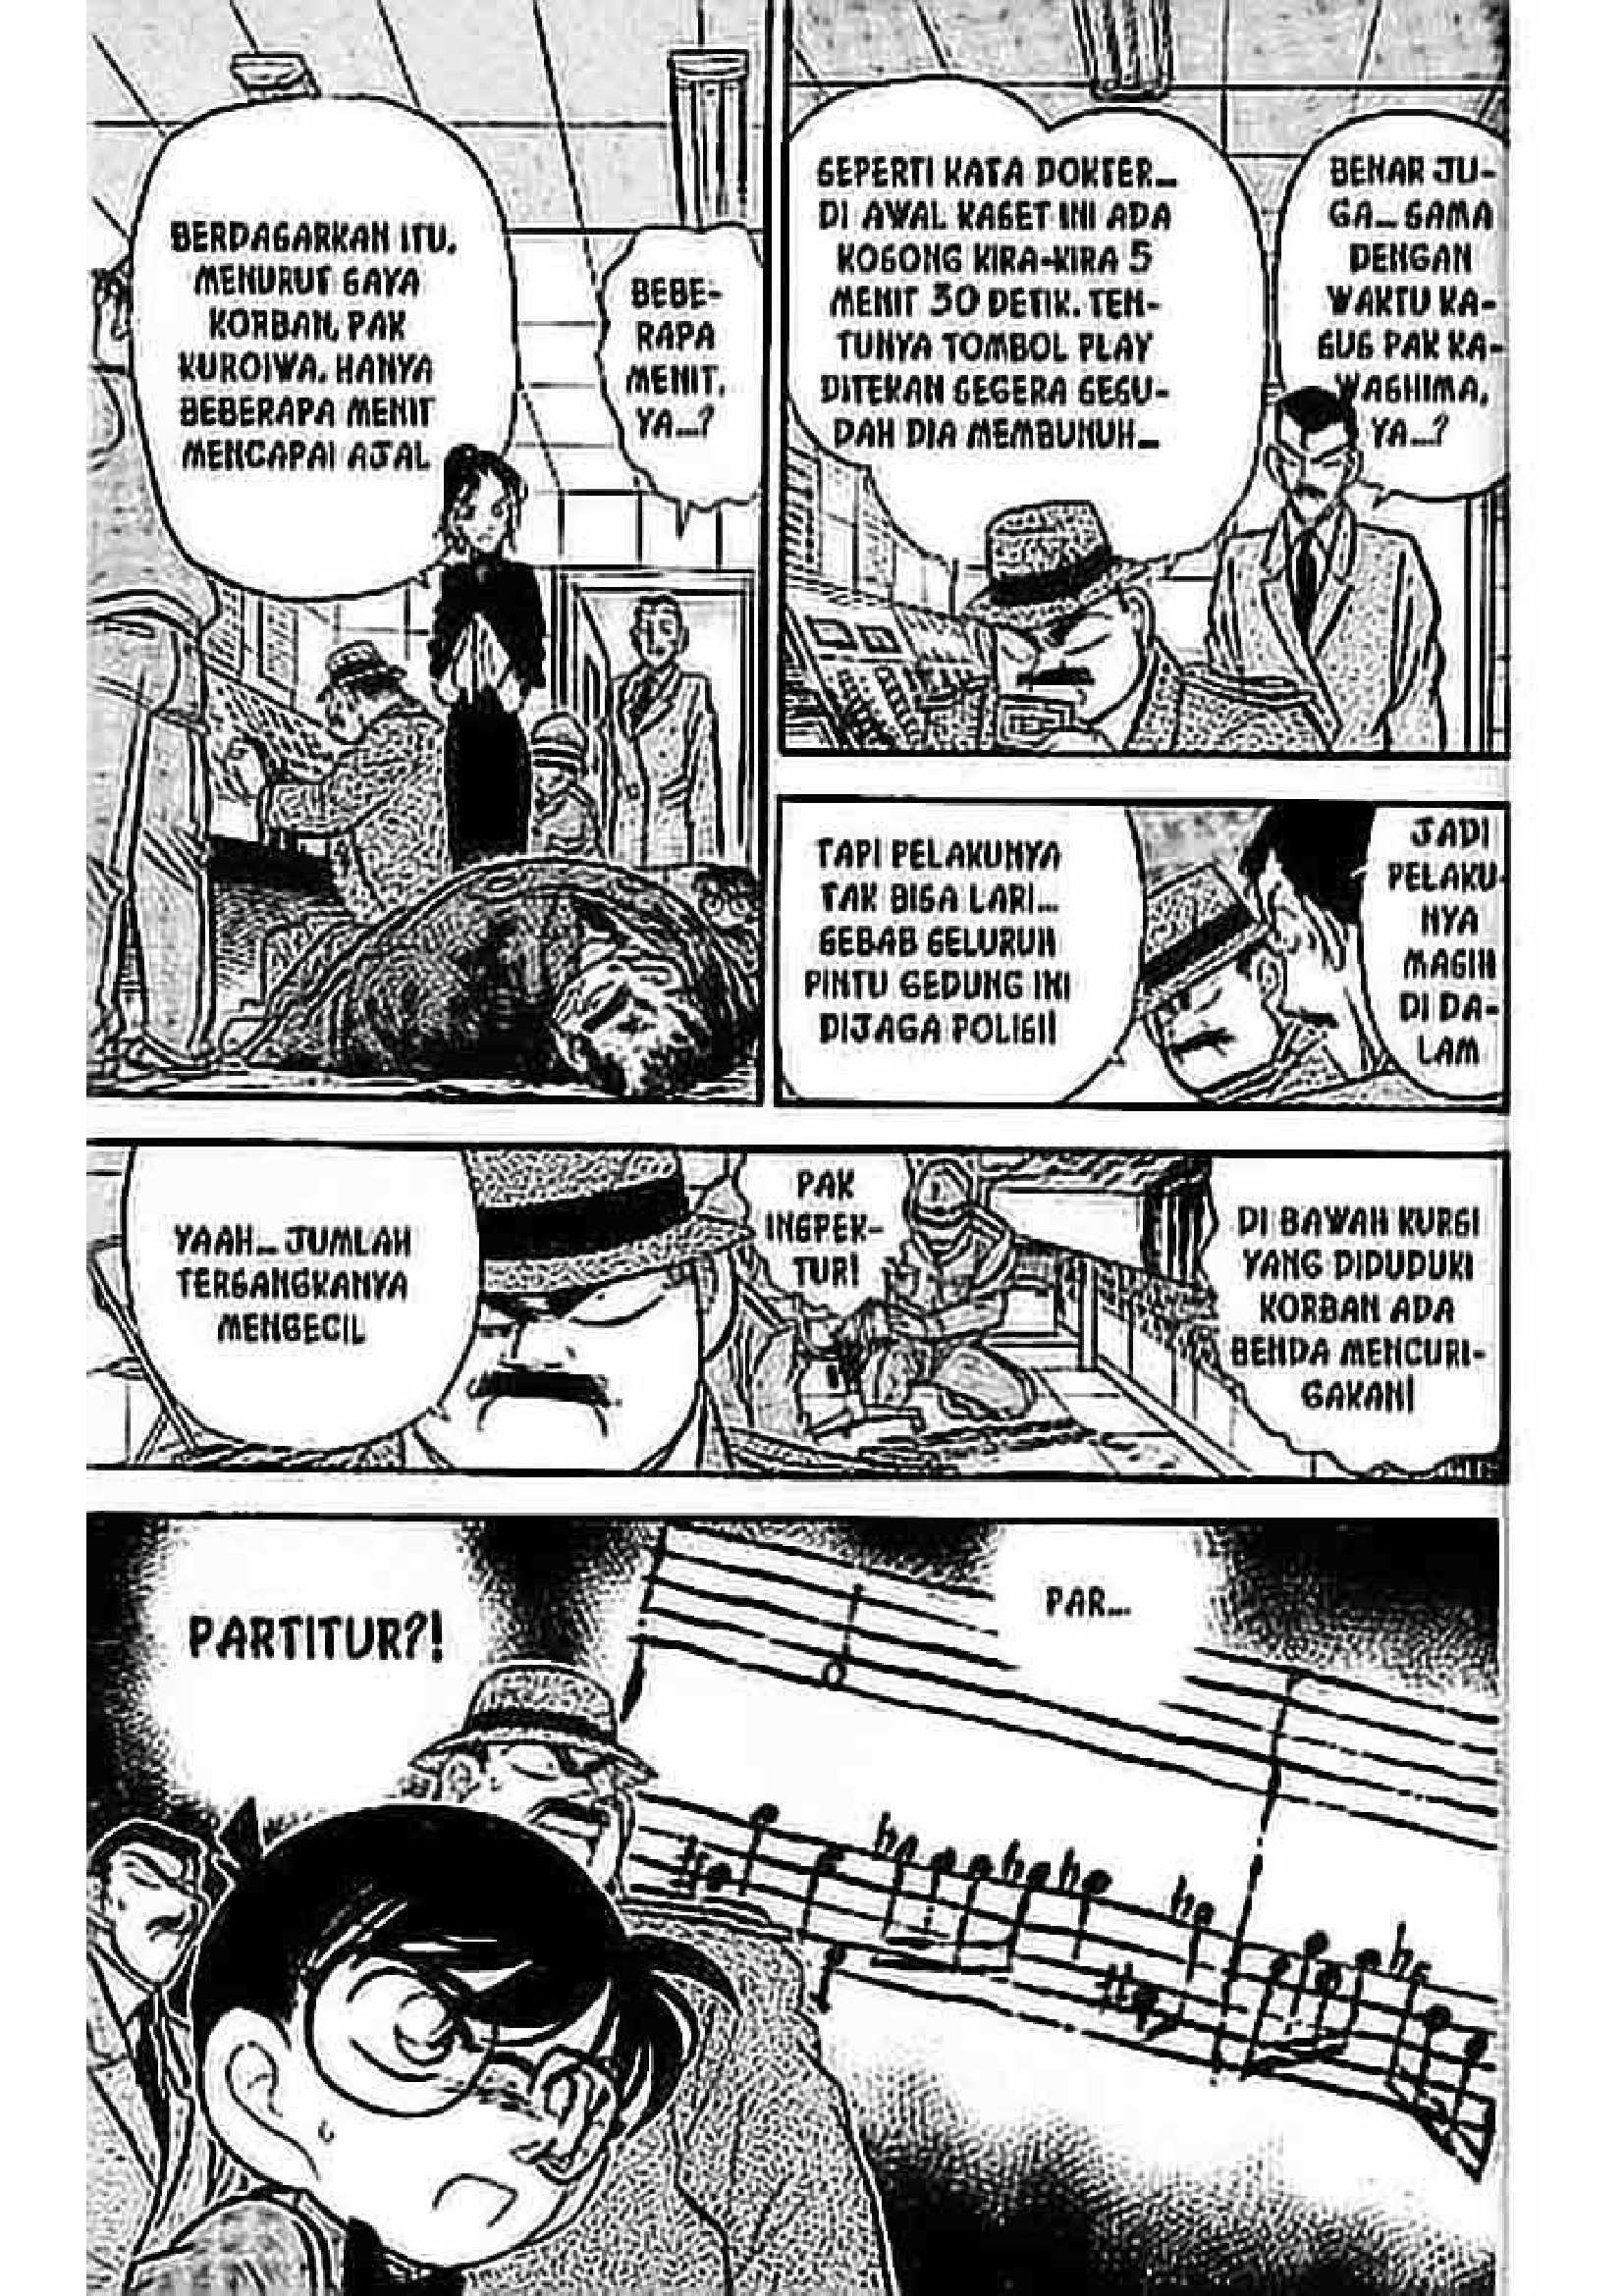 BENAR JU-
GA... SAMA
DENGAN
WAKTU KA-
SUS PAK KA-
WASHIMA,
YA...?
SEPERTI KATA DOKTER...
DI AWAL KASET INI ADA
KOSONG KIRA-KIRA 5
MENIT 30 DETIK. TEN-
TUNYA TOMBOL PLAY
DITEKAN SEGERA SESU-
DAH DIA MEMBUNUH...
BEBE-
RAPA
MENIT,
YA...?
BERDASARKAN ITU,
MENURUT SAYA
KORBAN, PAK
KUROIWA, HANYA
BEBERAPA MENIT
MENCAPAI AJAL
JADI
PELAKU-
NYA
MASIH
DI DA-
LAM
TAPI PELAKUNYA
TAK BISA LARI...
SEBAB SELURUH
PINTU GEDUNG INI
DIJAGA POLISI!
DI BAWAH KURSI
YANG DIDUDUKI
KORBAN ADA
BENDA MENCURI-
GAKAN!
PAK
INSPEK-
TUR!
YAAH... JUMLAH
TERSANGKANYA
MENGECIL
PAR...
PARTITUR?!